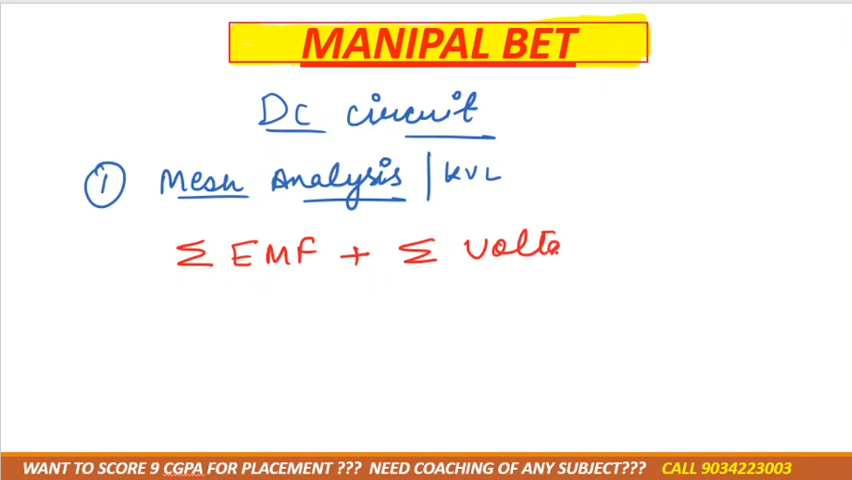 MANIPAL BET
DC circuit
① Mesh Analysis | KVL
Σ EMF + Σ Volta
WANT TO SCORE 9 CGPA FOR PLACEMENT ??? NEED COACHING OF ANY SUBJECT??? CALL 9034223003